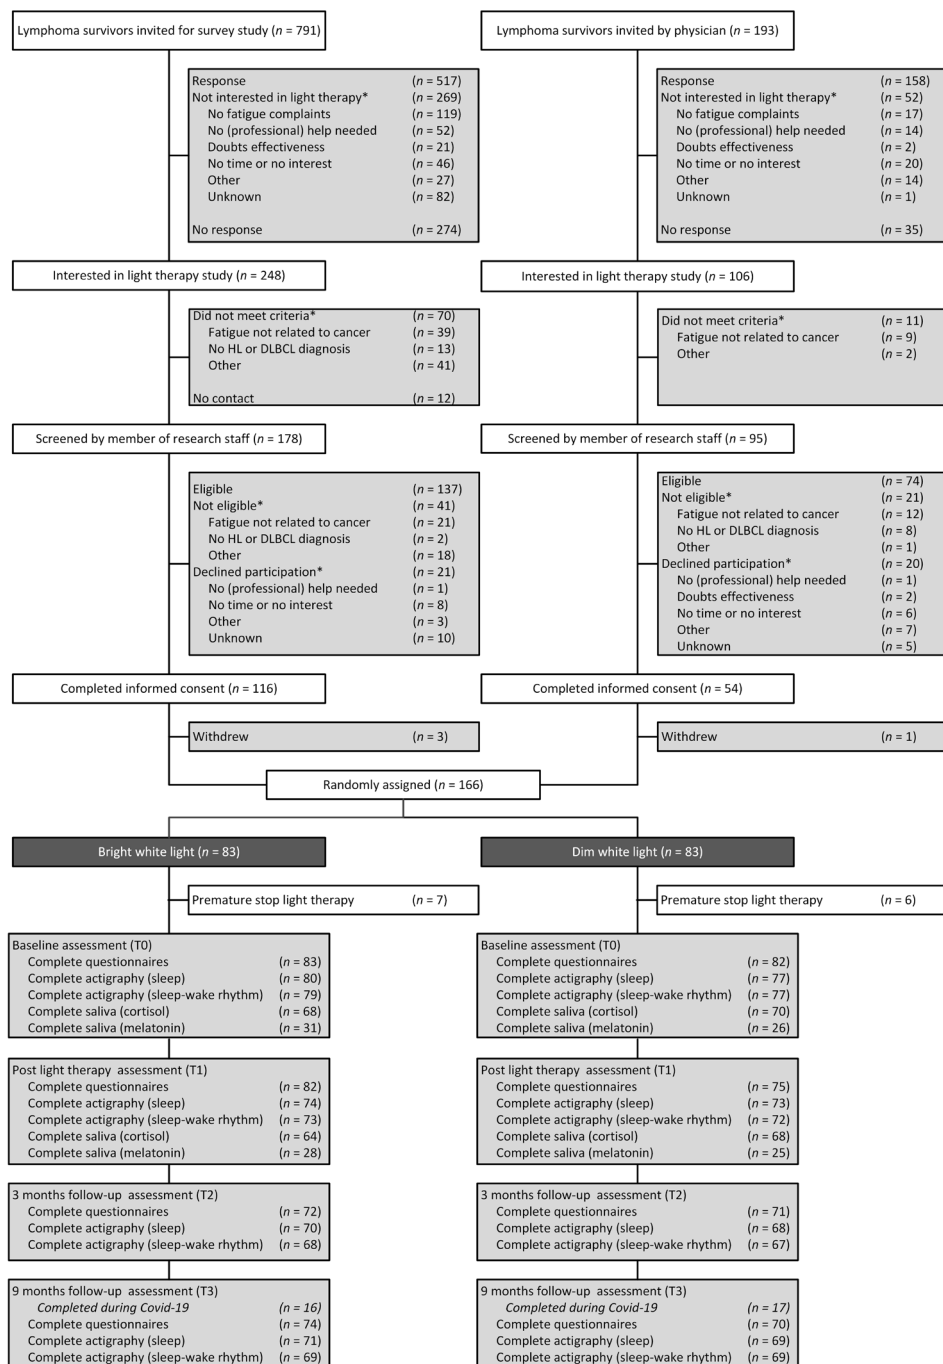 Lymphoma survivors invited for survey study (n = 791)
Response (n = 517)
Not interested in light therapy* (n = 269)
No fatigue complaints (n = 119)
No (professional) help needed (n = 52)
Doubts effectiveness (n = 21)
No time or no interest (n = 46)
Other (n = 27)
Unknown (n = 82)
No response (n = 274)
Interested in light therapy study (n = 248)
Did not meet criteria* (n = 70)
Fatigue not related to cancer (n = 39)
No HL or DLBCL diagnosis (n = 13)
Other (n = 41)
No contact (n = 12)
Screened by member of research staff (n = 178)
Eligible (n = 137)
Not eligible* (n = 41)
Fatigue not related to cancer (n = 21)
No HL or DLBCL diagnosis (n = 2)
Other (n = 18)
Declined participation* (n = 21)
No (professional) help needed (n = 1)
No time or no interest (n = 8)
Other (n = 3)
Unknown (n = 10)
Completed informed consent (n = 116)
Withdrew (n = 3)
Lymphoma survivors invited by physician (n = 193)
Response (n = 158)
Not interested in light therapy* (n = 52)
No fatigue complaints (n = 17)
No (professional) help needed (n = 14)
Doubts effectiveness (n = 2)
No time or no interest (n = 20)
Other (n = 14)
Unknown (n = 1)
No response (n = 35)
Interested in light therapy study (n = 106)
Did not meet criteria* (n = 11)
Fatigue not related to cancer (n = 9)
Other (n = 2)
Screened by member of research staff (n = 95)
Eligible (n = 74)
Not eligible* (n = 21)
Fatigue not related to cancer (n = 12)
No HL or DLBCL diagnosis (n = 8)
Other (n = 1)
Declined participation* (n = 20)
No (professional) help needed (n = 1)
Doubts effectiveness (n = 2)
No time or no interest (n = 6)
Other (n = 7)
Unknown (n = 5)
Completed informed consent (n = 54)
Withdrew (n = 1)
Randomly assigned (n = 166)
Bright white light (n = 83)
Premature stop light therapy (n = 7)
Baseline assessment (T0)
Complete questionnaires (n = 83)
Complete actigraphy (sleep) (n = 80)
Complete actigraphy (sleep-wake rhythm) (n = 79)
Complete saliva (cortisol) (n = 68)
Complete saliva (melatonin) (n = 31)
Post light therapy assessment (T1)
Complete questionnaires (n = 82)
Complete actigraphy (sleep) (n = 74)
Complete actigraphy (sleep-wake rhythm) (n = 73)
Complete saliva (cortisol) (n = 64)
Complete saliva (melatonin) (n = 28)
3 months follow-up assessment (T2)
Complete questionnaires (n = 72)
Complete actigraphy (sleep) (n = 70)
Complete actigraphy (sleep-wake rhythm) (n = 68)
9 months follow-up assessment (T3)
Completed during Covid-19 (n = 16)
Complete questionnaires (n = 74)
Complete actigraphy (sleep) (n = 71)
Complete actigraphy (sleep-wake rhythm) (n = 69)
Dim white light (n = 83)
Premature stop light therapy (n = 6)
Baseline assessment (T0)
Complete questionnaires (n = 82)
Complete actigraphy (sleep) (n = 77)
Complete actigraphy (sleep-wake rhythm) (n = 77)
Complete saliva (cortisol) (n = 70)
Complete saliva (melatonin) (n = 26)
Post light therapy assessment (T1)
Complete questionnaires (n = 75)
Complete actigraphy (sleep) (n = 73)
Complete actigraphy (sleep-wake rhythm) (n = 72)
Complete saliva (cortisol) (n = 68)
Complete saliva (melatonin) (n = 25)
3 months follow-up assessment (T2)
Complete questionnaires (n = 71)
Complete actigraphy (sleep) (n = 68)
Complete actigraphy (sleep-wake rhythm) (n = 67)
9 months follow-up assessment (T3)
Completed during Covid-19 (n = 17)
Complete questionnaires (n = 70)
Complete actigraphy (sleep) (n = 69)
Complete actigraphy (sleep-wake rhythm) (n = 69)